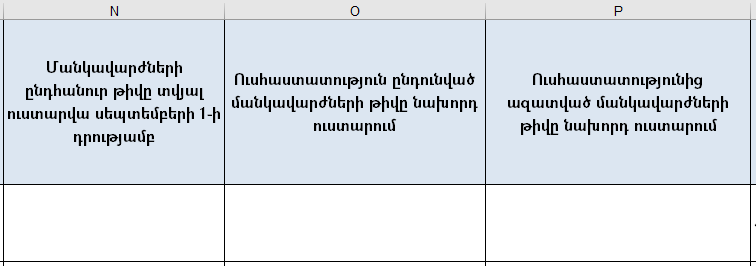 N O P
Մանկավարժների
ընդհանուր թիվը տվյալ
ուստարվա սեպտեմբերի 1-ի
դրությամբ
Ուսհաստատություն ընդունված
մանկավարժների թիվը նախորդ
ուստարում
Ուսհաստատությունից
ազատված մանկավարժների
թիվը նախորդ ուստարում